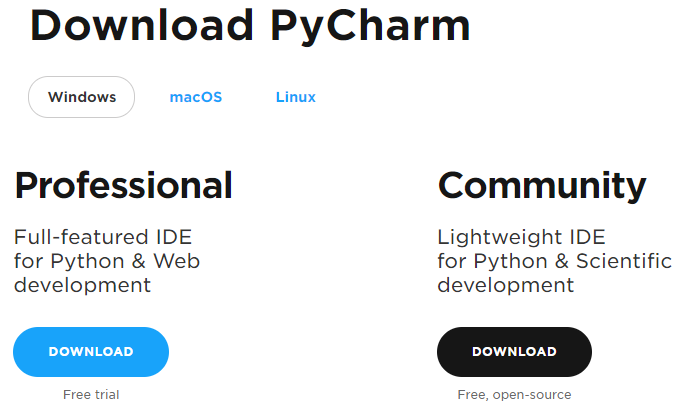 Download PyCharm
Windows
macOS
Linux
Professional
Full-featured IDE
for Python & Web
development
DOWNLOAD
Free trial
Community
Lightweight IDE
for Python & Scientific
development
DOWNLOAD
Free, open-source